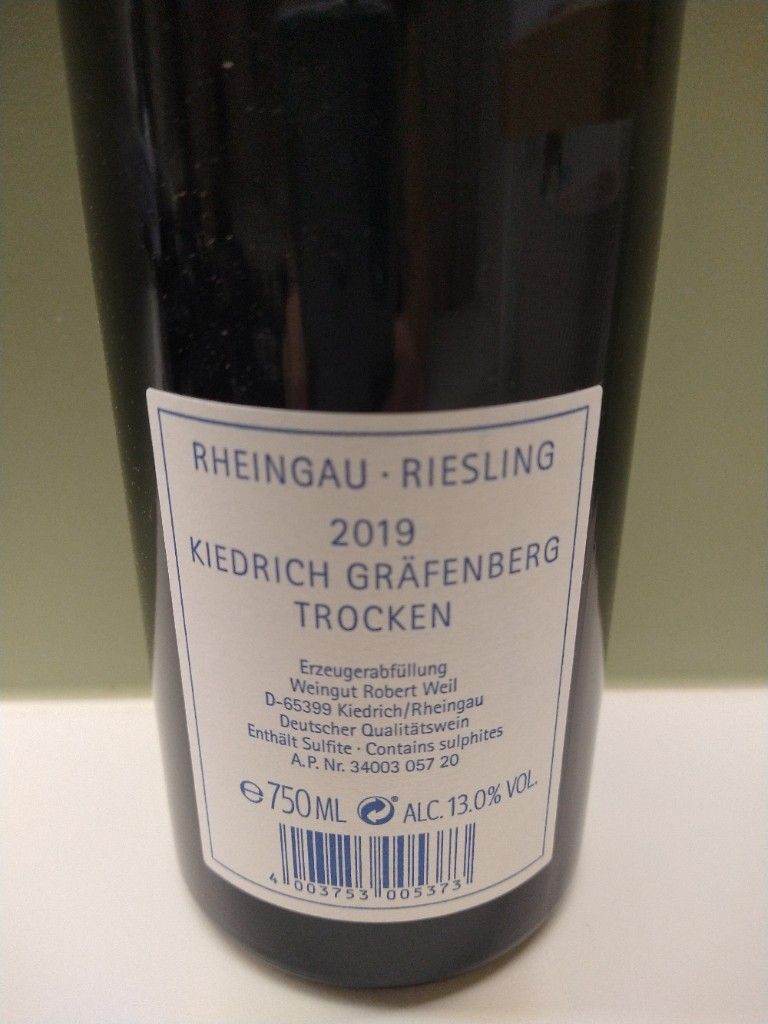 RHEINGAU · RIESLING
2019
KIEDRICH GRÄFENBERG
TROCKEN
Erzeugerabfüllung
Weingut Robert Weil
D-65399 Kiedrich/Rheingau
Deutscher Qualitätswein
Enthält Sulfite · Contains sulphites
A.P. Nr. 34003 057 20
℮ 750 ML ALC. 13.0% VOL.
4 003753 005373